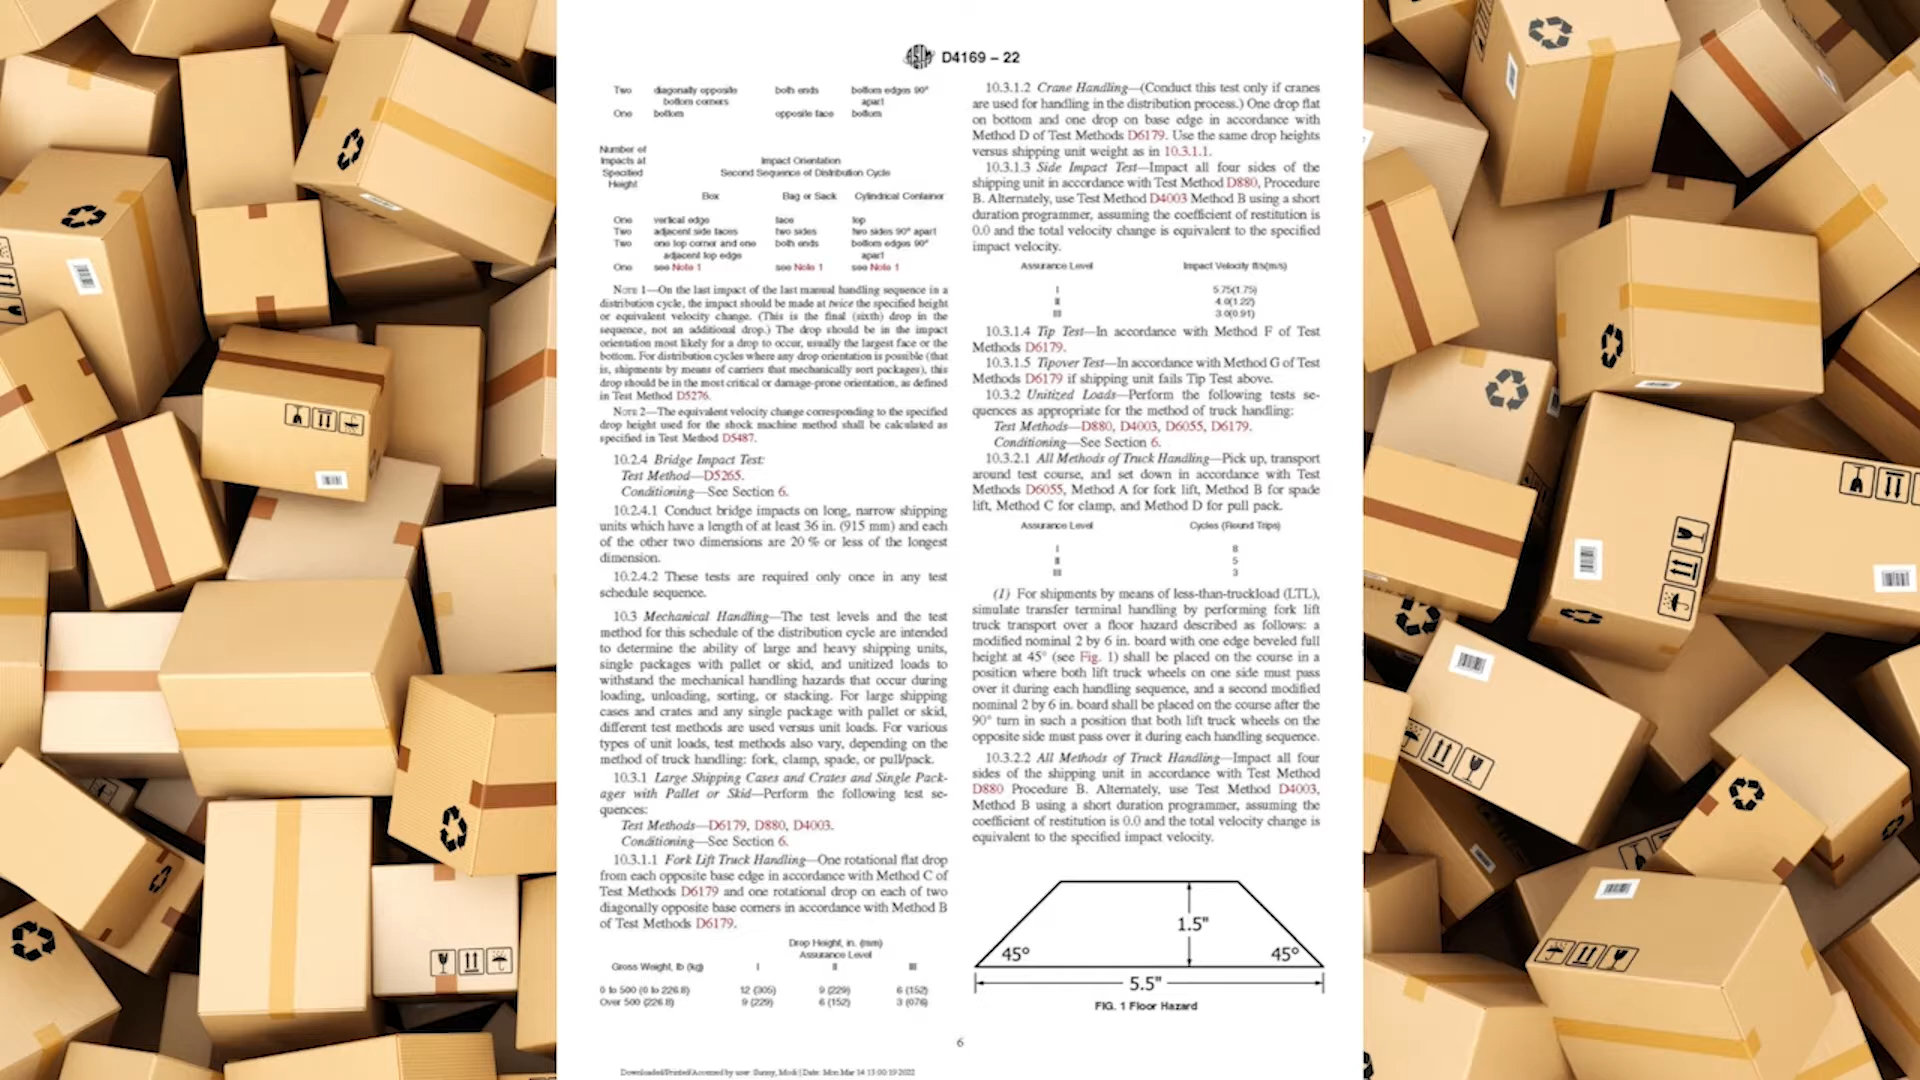 ASTM D4169 – 22
Two diagonally opposite both ends bottom edges 90°
bottom corners apart
One bottom opposite face bottom
Number of
Impacts at Impact Orientation
Specified Second Sequence of Distribution Cycle
Height
Box Bag or Sack Cylindrical Container
One vertical edge face top
Two adjacent side faces two sides two sides 90° apart
Two one top corner and one both ends bottom edges 90°
adjacent top edge apart
One see Note 1 see Note 1 see Note 1
NOTE 1—On the last impact of the last manual handling sequence in a
distribution cycle, the impact should be made at twice the specified height
or equivalent velocity change. (This is the final (sixth) drop in the
sequence, not an additional drop.) The drop should be in the impact
orientation most likely for a drop to occur, usually the largest face or the
bottom. For distribution cycles where any drop orientation is possible (that
is, shipments by means of carriers that mechanically sort packages), this
drop should be in the most critical or damage-prone orientation, as defined
in Test Method D5276.
NOTE 2—The equivalent velocity change corresponding to the specified
drop height used for the shock machine method shall be calculated as
specified in Test Method D5487.
10.2.4 Bridge Impact Test:
Test Method—D5265.
Conditioning—See Section 6.
10.2.4.1 Conduct bridge impacts on long, narrow shipping
units which have a length of at least 36 in. (915 mm) and each
of the other two dimensions are 20 % or less of the longest
dimension.
10.2.4.2 These tests are required only once in any test
schedule sequence.
10.3 Mechanical Handling—The test levels and the test
method for this schedule of the distribution cycle are intended
to determine the ability of large and heavy shipping units,
single packages with pallet or skid, and unitized loads to
withstand the mechanical handling hazards that occur during
loading, unloading, sorting, or stacking. For large shipping
cases and crates and any single package with pallet or skid,
different test methods are used versus unit loads. For various
types of unit loads, test methods also vary, depending on the
method of truck handling: fork, clamp, spade, or pull/pack.
10.3.1 Large Shipping Cases and Crates and Single Pack-
ages with Pallet or Skid—Perform the following test se-
quences:
Test Methods—D6179, D880, D4003.
Conditioning—See Section 6.
10.3.1.1 Fork Lift Truck Handling—One rotational flat drop
from each opposite base edge in accordance with Method C of
Test Methods D6179 and one rotational drop on each of two
diagonally opposite base corners in accordance with Method B
of Test Methods D6179.
Drop Height, in. (mm)
Assurance Level
Gross Weight, lb (kg) I II III
0 to 500 (0 to 226.8) 12 (305) 9 (229) 6 (152)
Over 500 (226.8) 9 (229) 6 (152) 3 (076)
10.3.1.2 Crane Handling—(Conduct this test only if cranes
are used for handling in the distribution process.) One drop flat
on bottom and one drop on base edge in accordance with
Method D of Test Methods D6179. Use the same drop heights
versus shipping unit weight as in 10.3.1.1.
10.3.1.3 Side Impact Test—Impact all four sides of the
shipping unit in accordance with Test Method D880, Procedure
B. Alternately, use Test Method D4003 Method B using a short
duration programmer, assuming the coefficient of restitution is
0.0 and the total velocity change is equivalent to the specified
impact velocity.
Assurance Level Impact Velocity ft/s(m/s)
I 5.75(1.75)
II 4.0(1.22)
III 3.0(0.91)
10.3.1.4 Tip Test—In accordance with Method F of Test
Methods D6179.
10.3.1.5 Tipover Test—In accordance with Method G of Test
Methods D6179 if shipping unit fails Tip Test above.
10.3.2 Unitized Loads—Perform the following tests se-
quences as appropriate for the method of truck handling:
Test Methods—D880, D4003, D6055, D6179.
Conditioning—See Section 6.
10.3.2.1 All Methods of Truck Handling—Pick up, transport
around test course, and set down in accordance with Test
Methods D6055, Method A for fork lift, Method B for spade
lift, Method C for clamp, and Method D for pull pack.
Assurance Level Cycles (Round Trips)
I 8
II 5
III 3
(1) For shipments by means of less-than-truckload (LTL),
simulate transfer terminal handling by performing fork lift
truck transport over a floor hazard described as follows: a
modified nominal 2 by 6 in. board with one edge beveled full
height at 45° (see Fig. 1) shall be placed on the course in a
position where both lift truck wheels on one side must pass
over it during each handling sequence, and a second modified
nominal 2 by 6 in. board shall be placed on the course after the
90° turn in such a position that both lift truck wheels on the
opposite side must pass over it during each handling sequence.
10.3.2.2 All Methods of Truck Handling—Impact all four
sides of the shipping unit in accordance with Test Method
D880 Procedure B. Alternately, use Test Method D4003,
Method B using a short duration programmer, assuming the
coefficient of restitution is 0.0 and the total velocity change is
equivalent to the specified impact velocity.
1.5"
45° 45°
5.5"
FIG. 1 Floor Hazard
6
Downloaded/Printed/Accessed by user: Sunny, Modi | Date: Mon Mar 14 13:00:19 2022